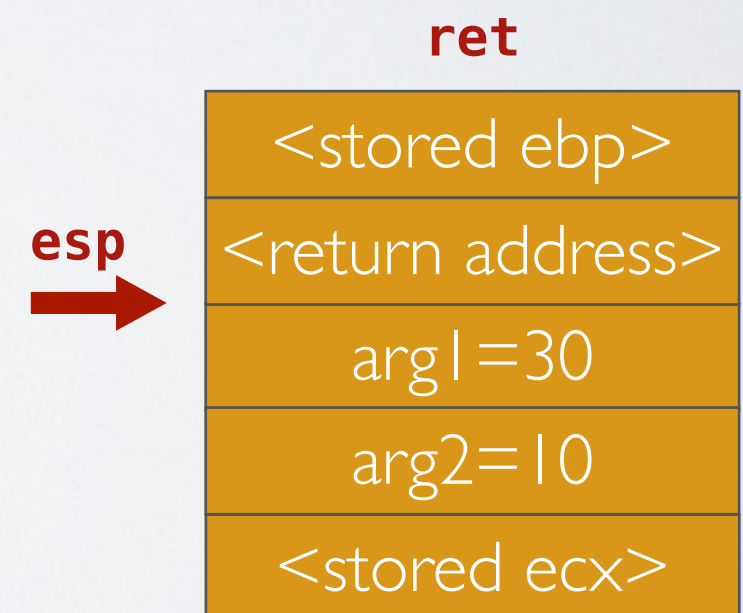 ret
<stored ebp>
esp
<return address>
arg1=30
arg2=10
<stored ecx>